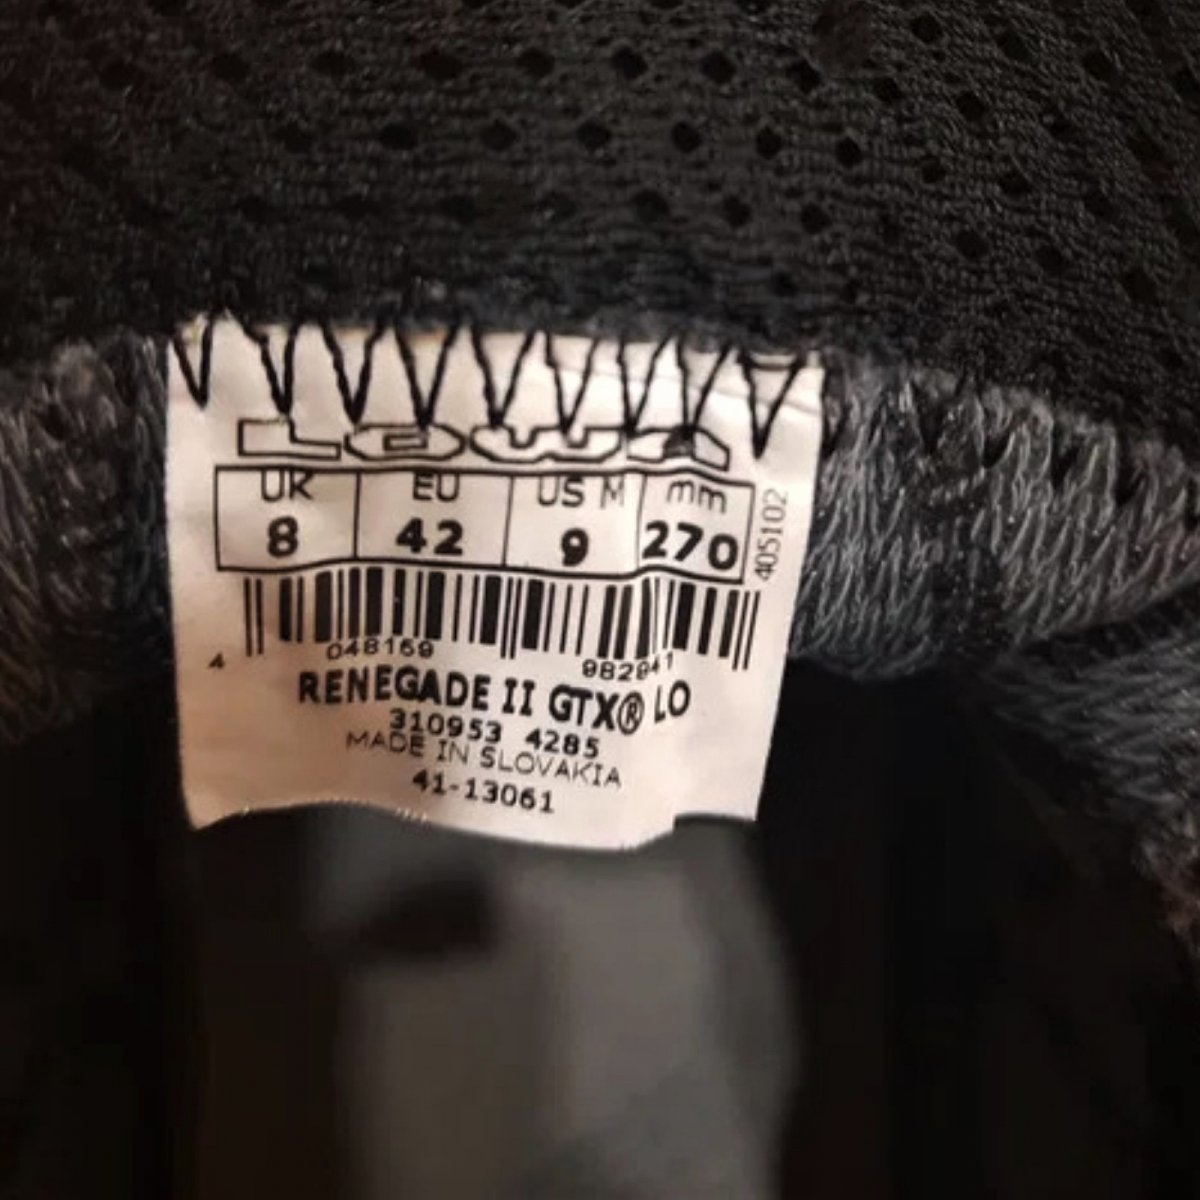 LOWA
UK EU US M mm
8 42 9 270
405102
4 048169 982941
RENEGADE II GTX® LO
310953 4285
MADE IN SLOVAKIA
41-13061